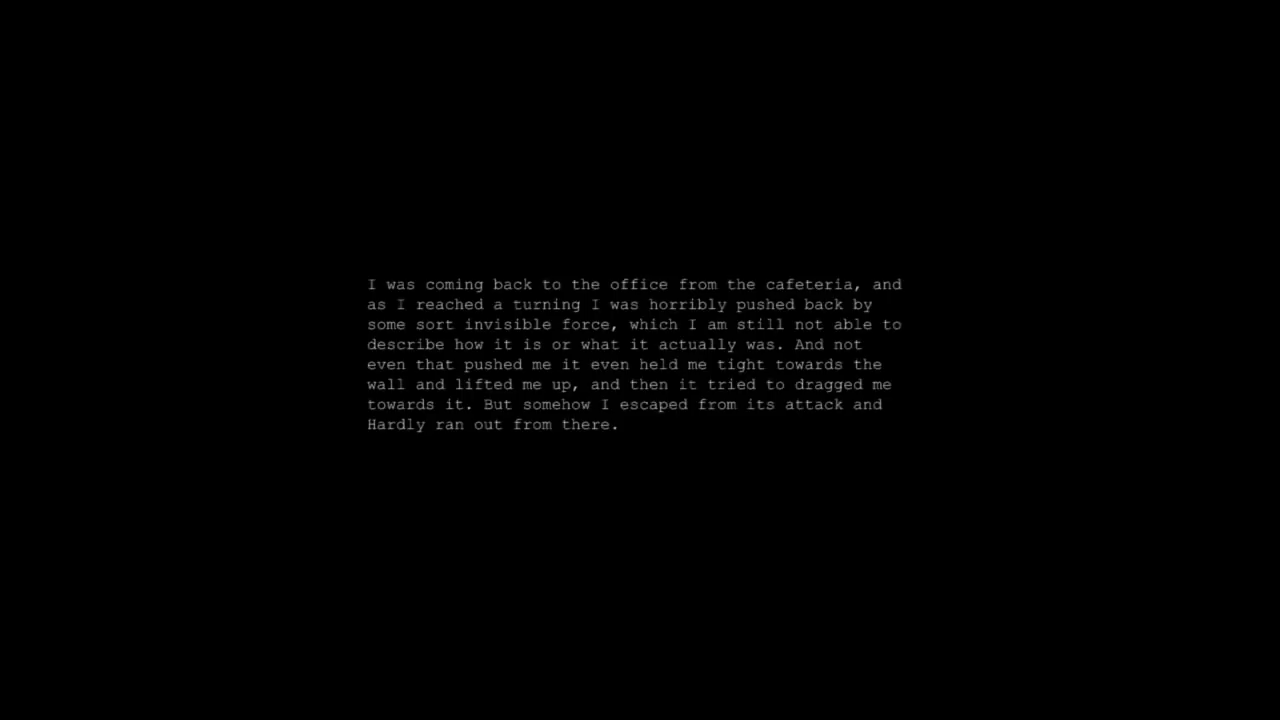 I was coming back to the office from the cafeteria, and
as I reached a turning I was horribly pushed back by
some sort invisible force, which I am still not able to
describe how it is or what it actually was. And not
even that pushed me it even held me tight towards the
wall and lifted me up, and then it tried to dragged me
towards it. But somehow I escaped from its attack and
Hardly ran out from there.